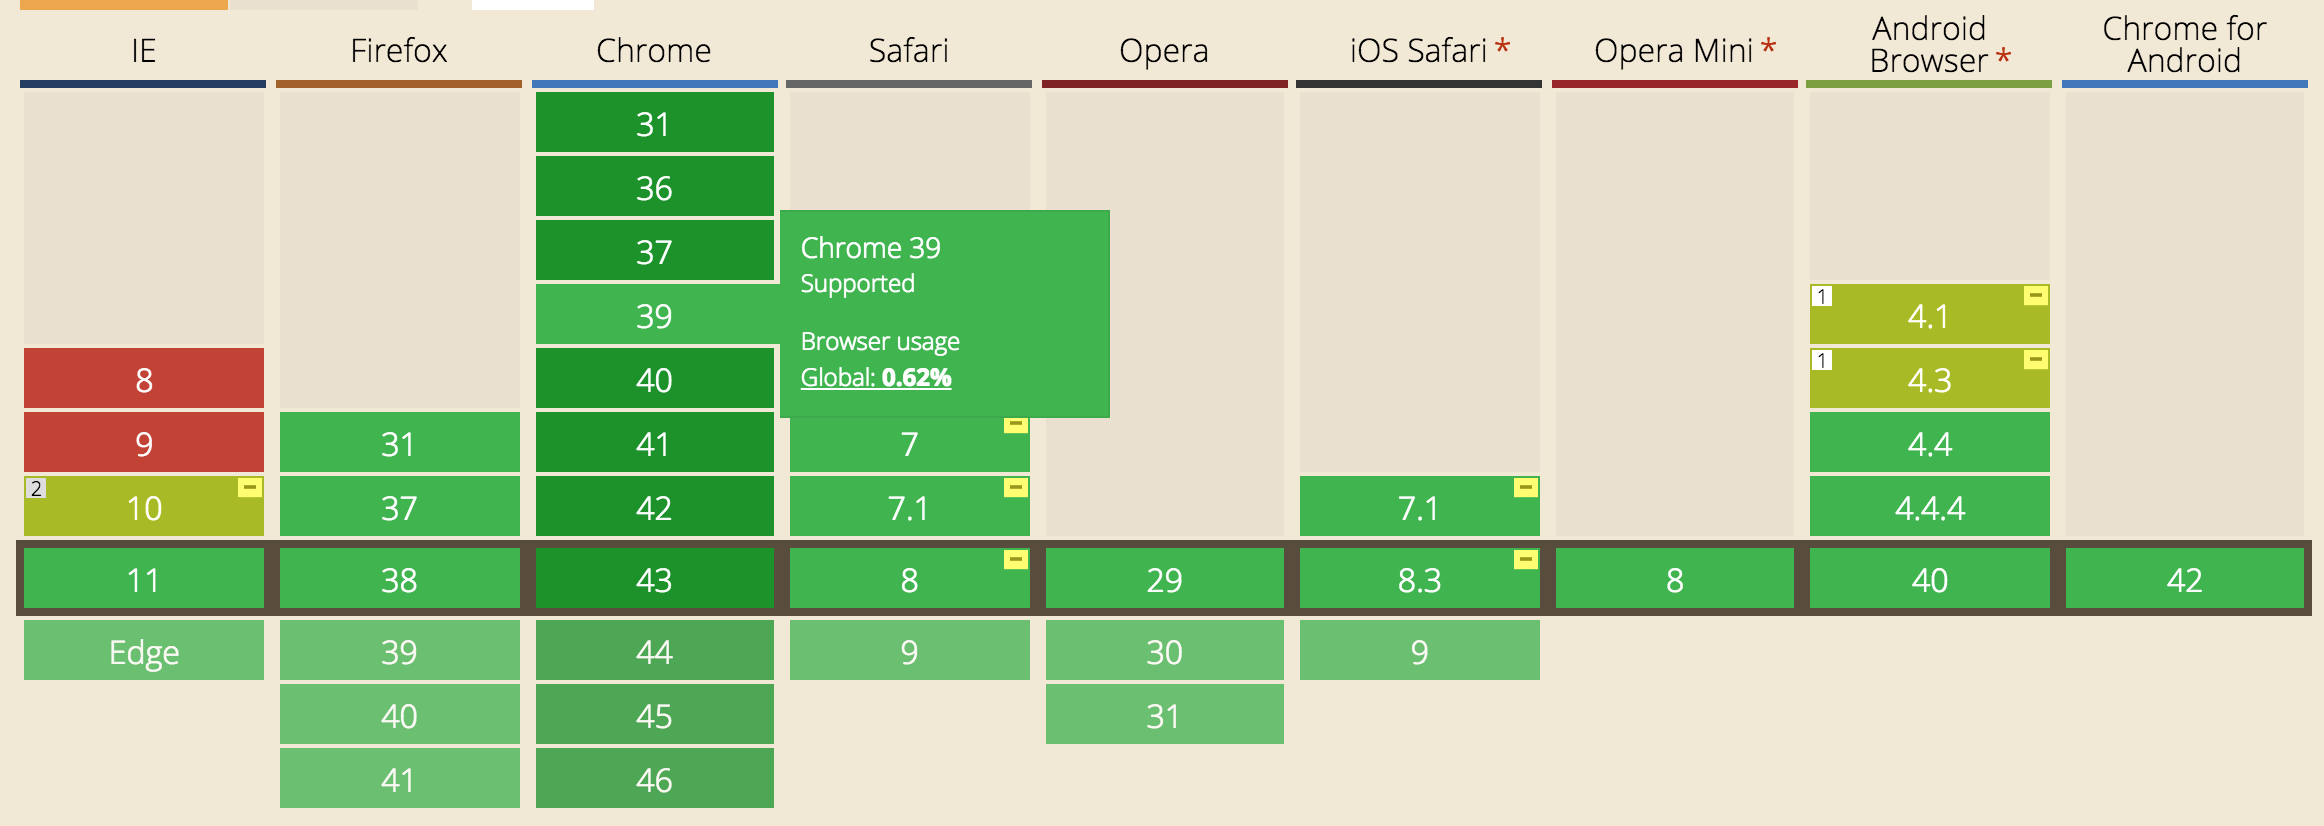 IE
Firefox
Chrome
Safari
Opera
iOS Safari *
Opera Mini *
Android
Browser *
Chrome for
Android
31
36
37
Chrome 39
Supported
39
1 4.1 -
Browser usage
Global: 0.62%
8 40 1 4.3 -
9 31 41 7 - 4.4
2 10 - 37 42 7.1 - 7.1 - 4.4.4
11 38 43 8 - 29 8.3 - 8 40 42
Edge 39 44 9 30 9
40 45 31
41 46